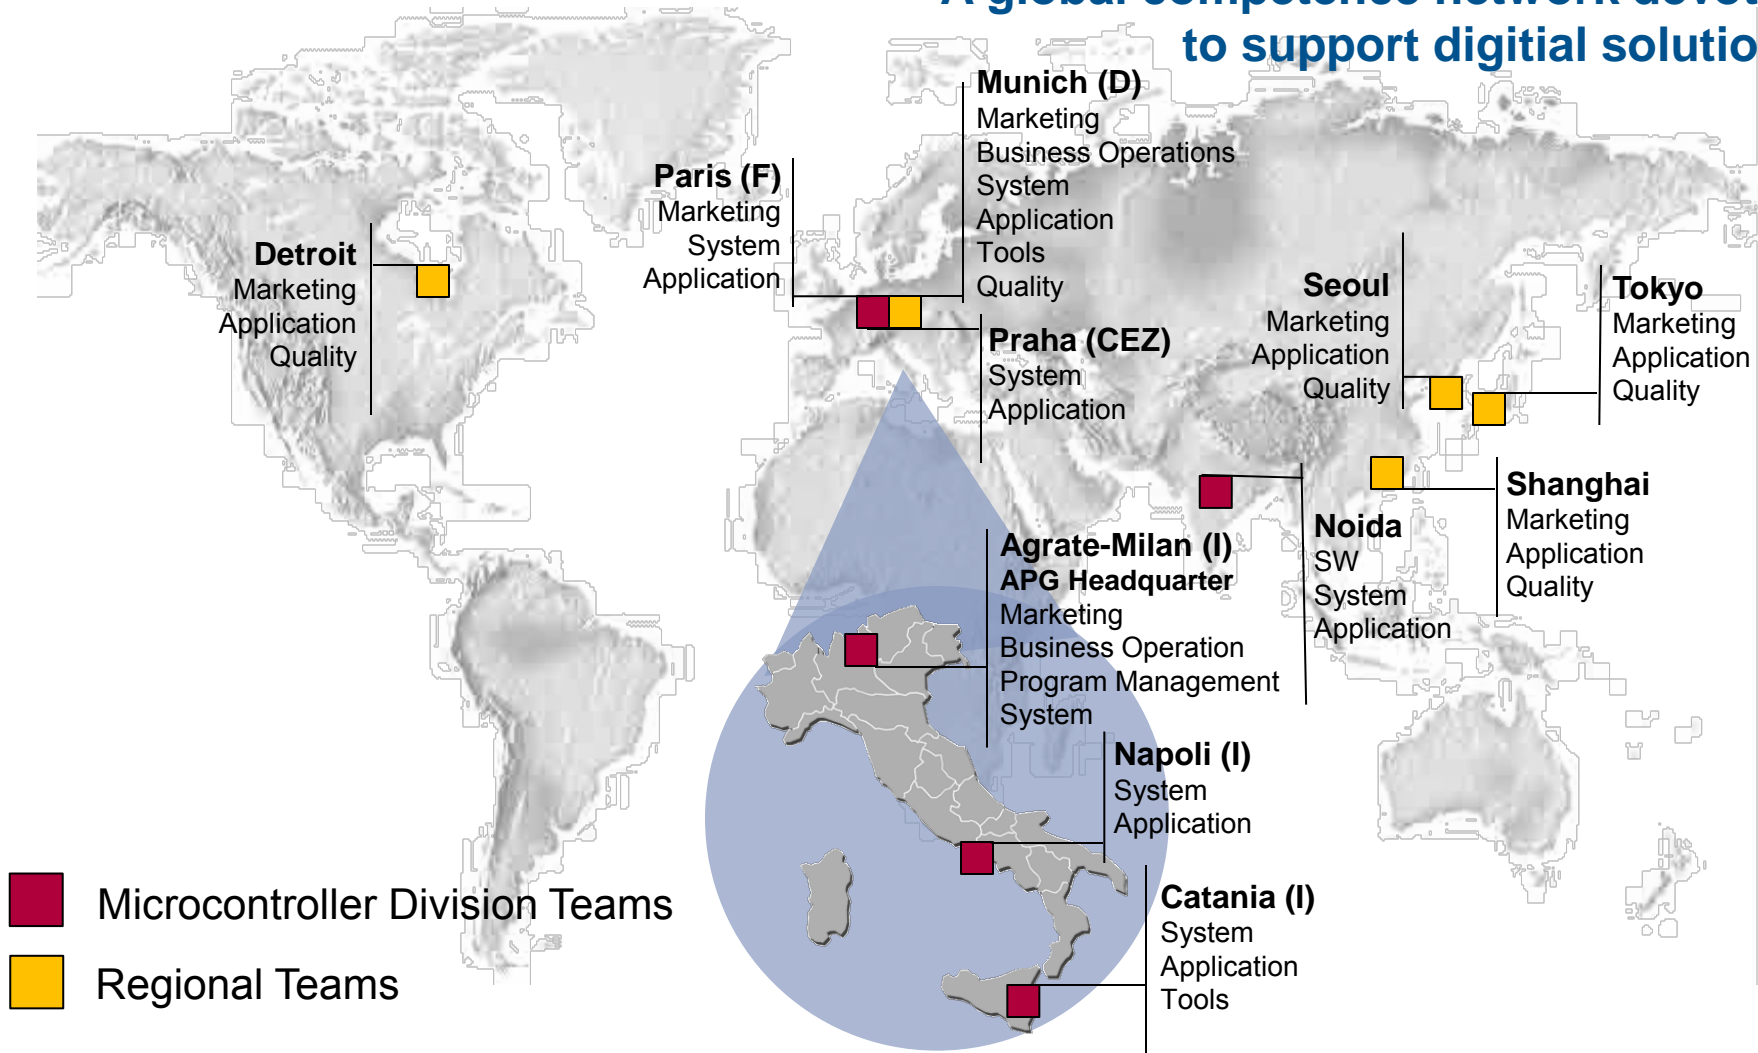 A global competence network
to support digitial
Munich (D)
Marketing
Business Operations
System
Application
Tools
Quality
Paris (F)
Marketing
System
Application
Detroit
Marketing
Application
Quality
Praha (CEZ)
System
Application
Seoul
Marketing
Application
Quality
Tokyo
Marketing
Application
Quality
Shanghai
Marketing
Application
Quality
Noida
SW
System
Application
Agrate-Milan (I)
APG Headquarter
Marketing
Business Operation
Program Management
System
Napoli (I)
System
Application
Catania (I)
System
Application
Tools
Microcontroller Division Teams
Regional Teams